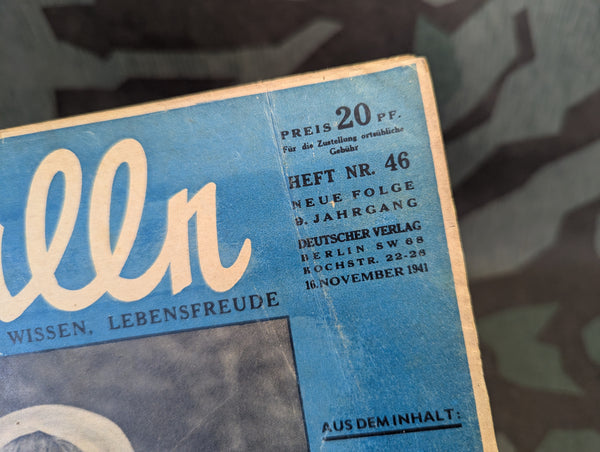 PREIS 20 PF.
Für die Zustellung ortsübliche
Gebühr
HEFT NR. 46
NEUE FOLGE
9. JAHRGANG
DEUTSCHER VERLAG
BERLIN SW 68
KOCHSTR. 22-26
16. NOVEMBER 1941
WISSEN, LEBENSFREUDE
AUS DEM INHALT: